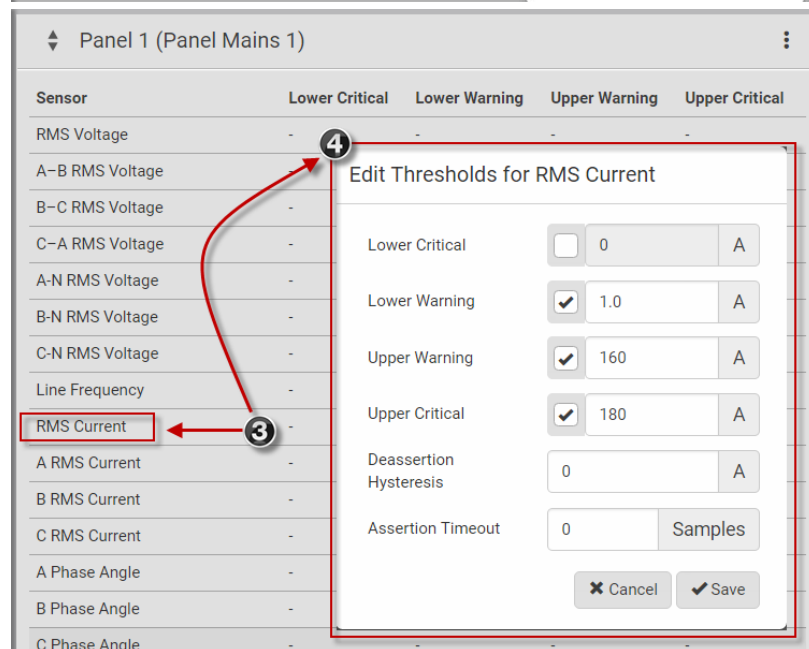 Panel 1 (Panel Mains 1)
Sensor Lower Critical Lower Warning Upper Warning Upper Critical
RMS Voltage - - - -
A–B RMS Voltage -
B–C RMS Voltage -
C–A RMS Voltage -
A-N RMS Voltage -
B-N RMS Voltage -
C-N RMS Voltage -
Line Frequency -
RMS Current -
A RMS Current -
B RMS Current -
C RMS Current -
A Phase Angle -
B Phase Angle -
C Phase Angle - - - -
3
4
Edit Thresholds for RMS Current
Lower Critical 0 A
Lower Warning 1.0 A
Upper Warning 160 A
Upper Critical 180 A
Deassertion
Hysteresis 0 A
Assertion Timeout 0 Samples
Cancel Save